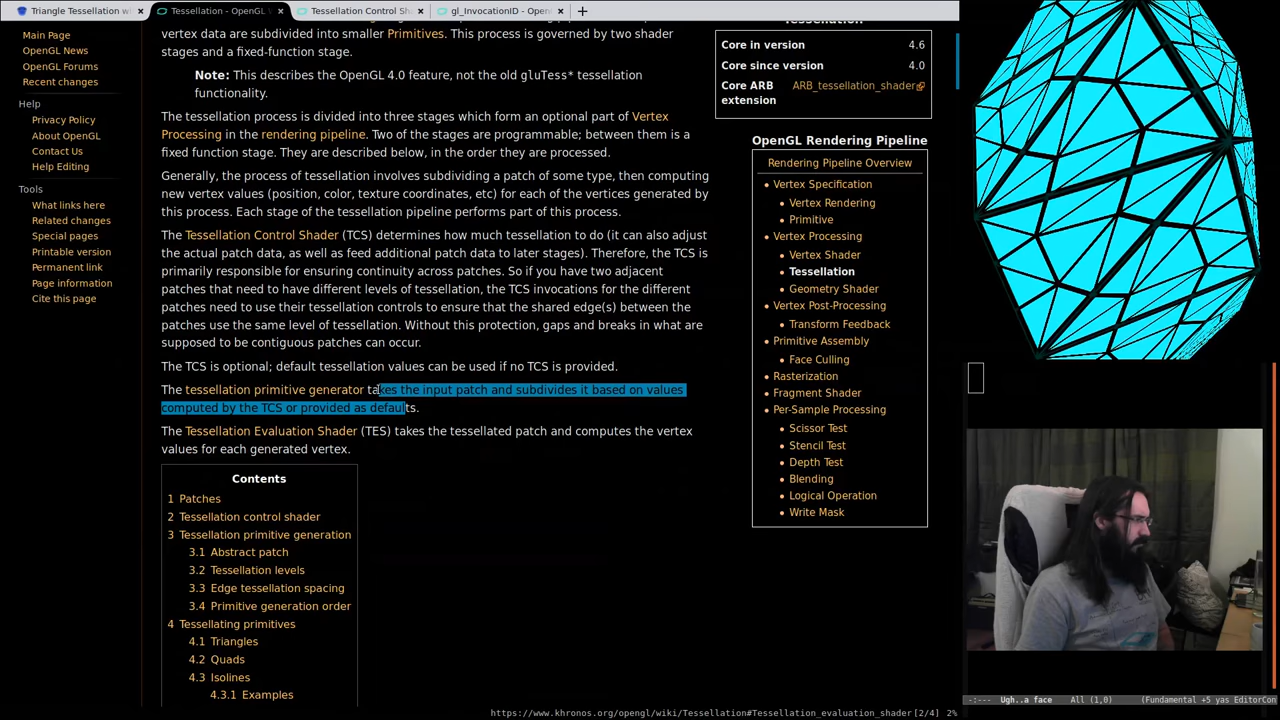 Triangle Tessellation wi
Tessellation - OpenGL
Tessellation Control Sh
gl_InvocationID - Open
Main Page
OpenGL News
OpenGL Forums
Recent changes
Help
Privacy Policy
About OpenGL
Contact Us
Help Editing
Tools
What links here
Related changes
Special pages
Printable version
Permanent link
Page information
Cite this page
vertex data are subdivided into smaller Primitives. This process is governed by two shader
stages and a fixed-function stage.
Note: This describes the OpenGL 4.0 feature, not the old gluTess* tessellation
functionality.
The tessellation process is divided into three stages which form an optional part of Vertex
Processing in the rendering pipeline. Two of the stages are programmable; between them is a
fixed function stage. They are described below, in the order they are processed.
Generally, the process of tessellation involves subdividing a patch of some type, then computing
new vertex values (position, color, texture coordinates, etc) for each of the vertices generated by
this process. Each stage of the tessellation pipeline performs part of this process.
The Tessellation Control Shader (TCS) determines how much tessellation to do (it can also adjust
the actual patch data, as well as feed additional patch data to later stages). Therefore, the TCS is
primarily responsible for ensuring continuity across patches. So if you have two adjacent
patches that need to have different levels of tessellation, the TCS invocations for the different
patches need to use their tessellation controls to ensure that the shared edge(s) between the
patches use the same level of tessellation. Without this protection, gaps and breaks in what are
supposed to be contiguous patches can occur.
The TCS is optional; default tessellation values can be used if no TCS is provided.
The tessellation primitive generator takes the input patch and subdivides it based on values
computed by the TCS or provided as defaults.
The Tessellation Evaluation Shader (TES) takes the tessellated patch and computes the vertex
values for each generated vertex.
Contents
1 Patches
2 Tessellation control shader
3 Tessellation primitive generation
3.1 Abstract patch
3.2 Tessellation levels
3.3 Edge tessellation spacing
3.4 Primitive generation order
4 Tessellating primitives
4.1 Triangles
4.2 Quads
4.3 Isolines
4.3.1 Examples
Tessellation
Core in version 4.6
Core since version 4.0
Core ARB ARB_tessellation_shader
extension
OpenGL Rendering Pipeline
Rendering Pipeline Overview
Vertex Specification
Vertex Rendering
Primitive
Vertex Processing
Vertex Shader
Tessellation
Geometry Shader
Vertex Post-Processing
Transform Feedback
Primitive Assembly
Face Culling
Rasterization
Fragment Shader
Per-Sample Processing
Scissor Test
Stencil Test
Depth Test
Blending
Logical Operation
Write Mask
https://www.khronos.org/opengl/wiki/Tessellation#Tessellation_evaluation_shader[2/4] 2%
-:--- Ugh..a face All (1,0) (Fundamental +5 yas EditorCon